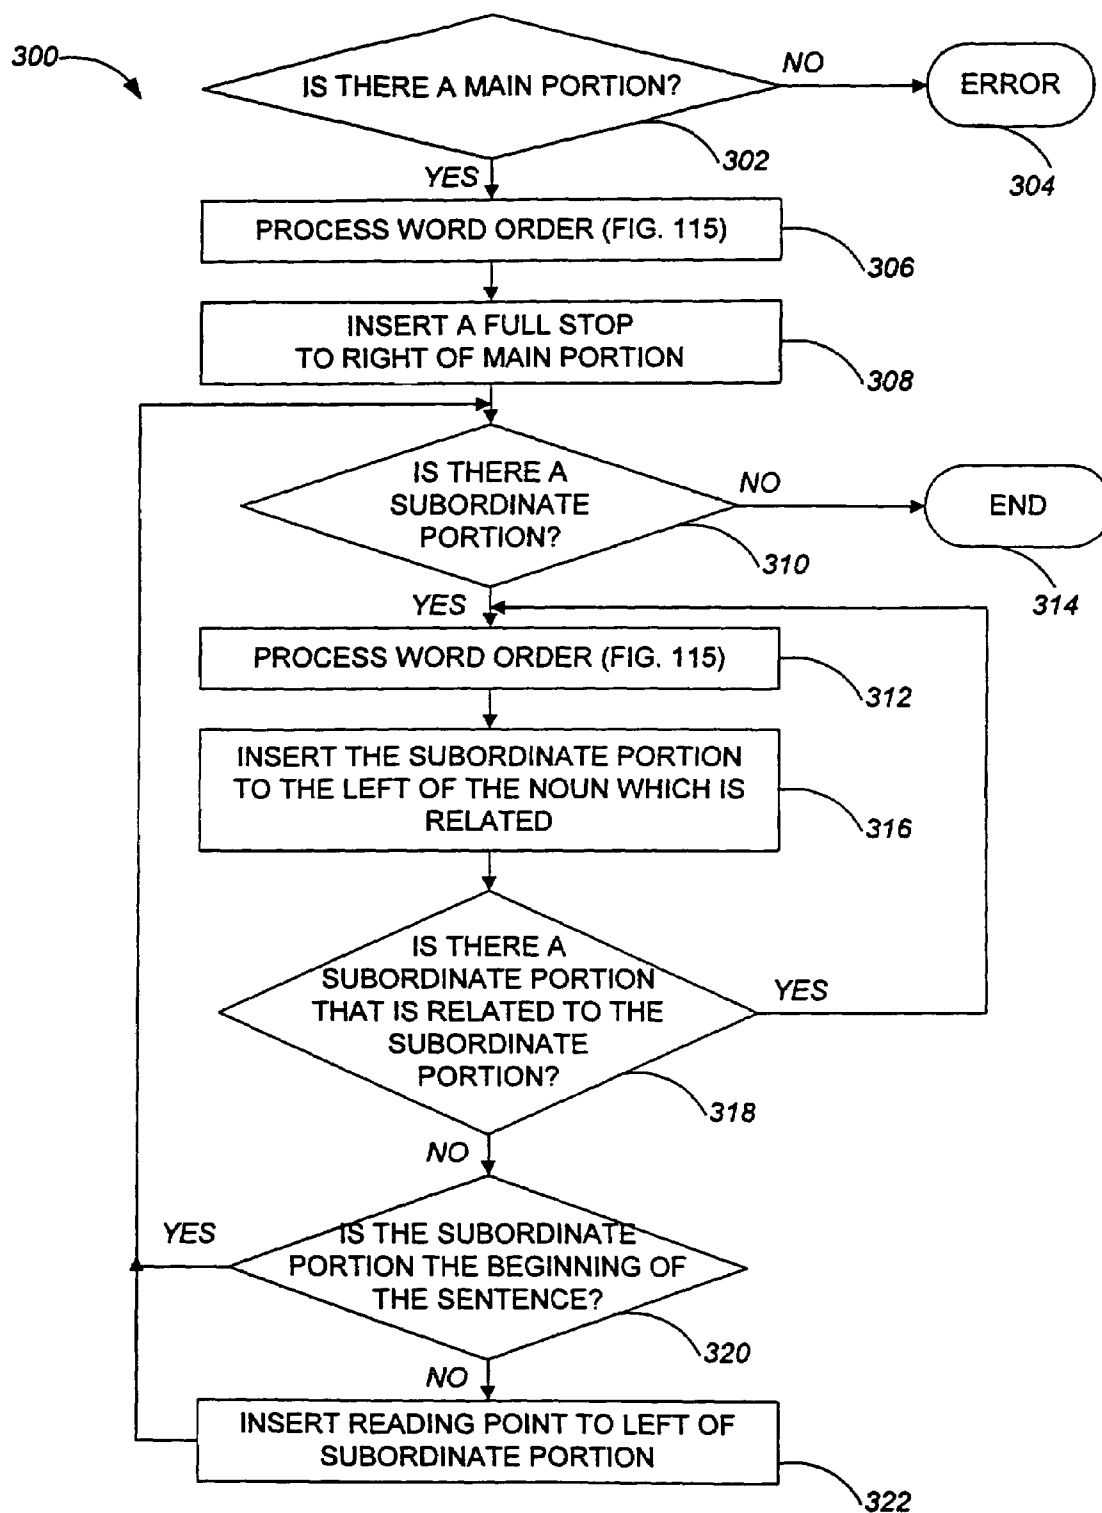 300
IS THERE A MAIN PORTION?
NO
ERROR
302
304
YES
PROCESS WORD ORDER (FIG. 115)
306
INSERT A FULL STOP
TO RIGHT OF MAIN PORTION
308
IS THERE A
SUBORDINATE
PORTION?
NO
END
310
314
YES
PROCESS WORD ORDER (FIG. 115)
312
INSERT THE SUBORDINATE PORTION
TO THE LEFT OF THE NOUN WHICH IS
RELATED
316
IS THERE A
SUBORDINATE PORTION
THAT IS RELATED TO THE
SUBORDINATE
PORTION?
YES
318
NO
YES
IS THE SUBORDINATE
PORTION THE BEGINNING OF
THE SENTENCE?
320
NO
INSERT READING POINT TO LEFT OF
SUBORDINATE PORTION
322